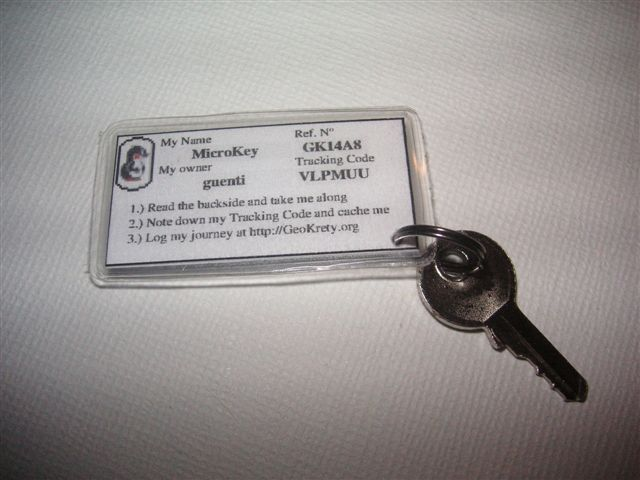 My Name
MicroKey
My owner
guenti
Ref. N°
GK14A8
Tracking Code
VLPMUU
1.) Read the backside and take me along
2.) Note down my Tracking Code and cache me
3.) Log my journey at http://GeoKrety.org